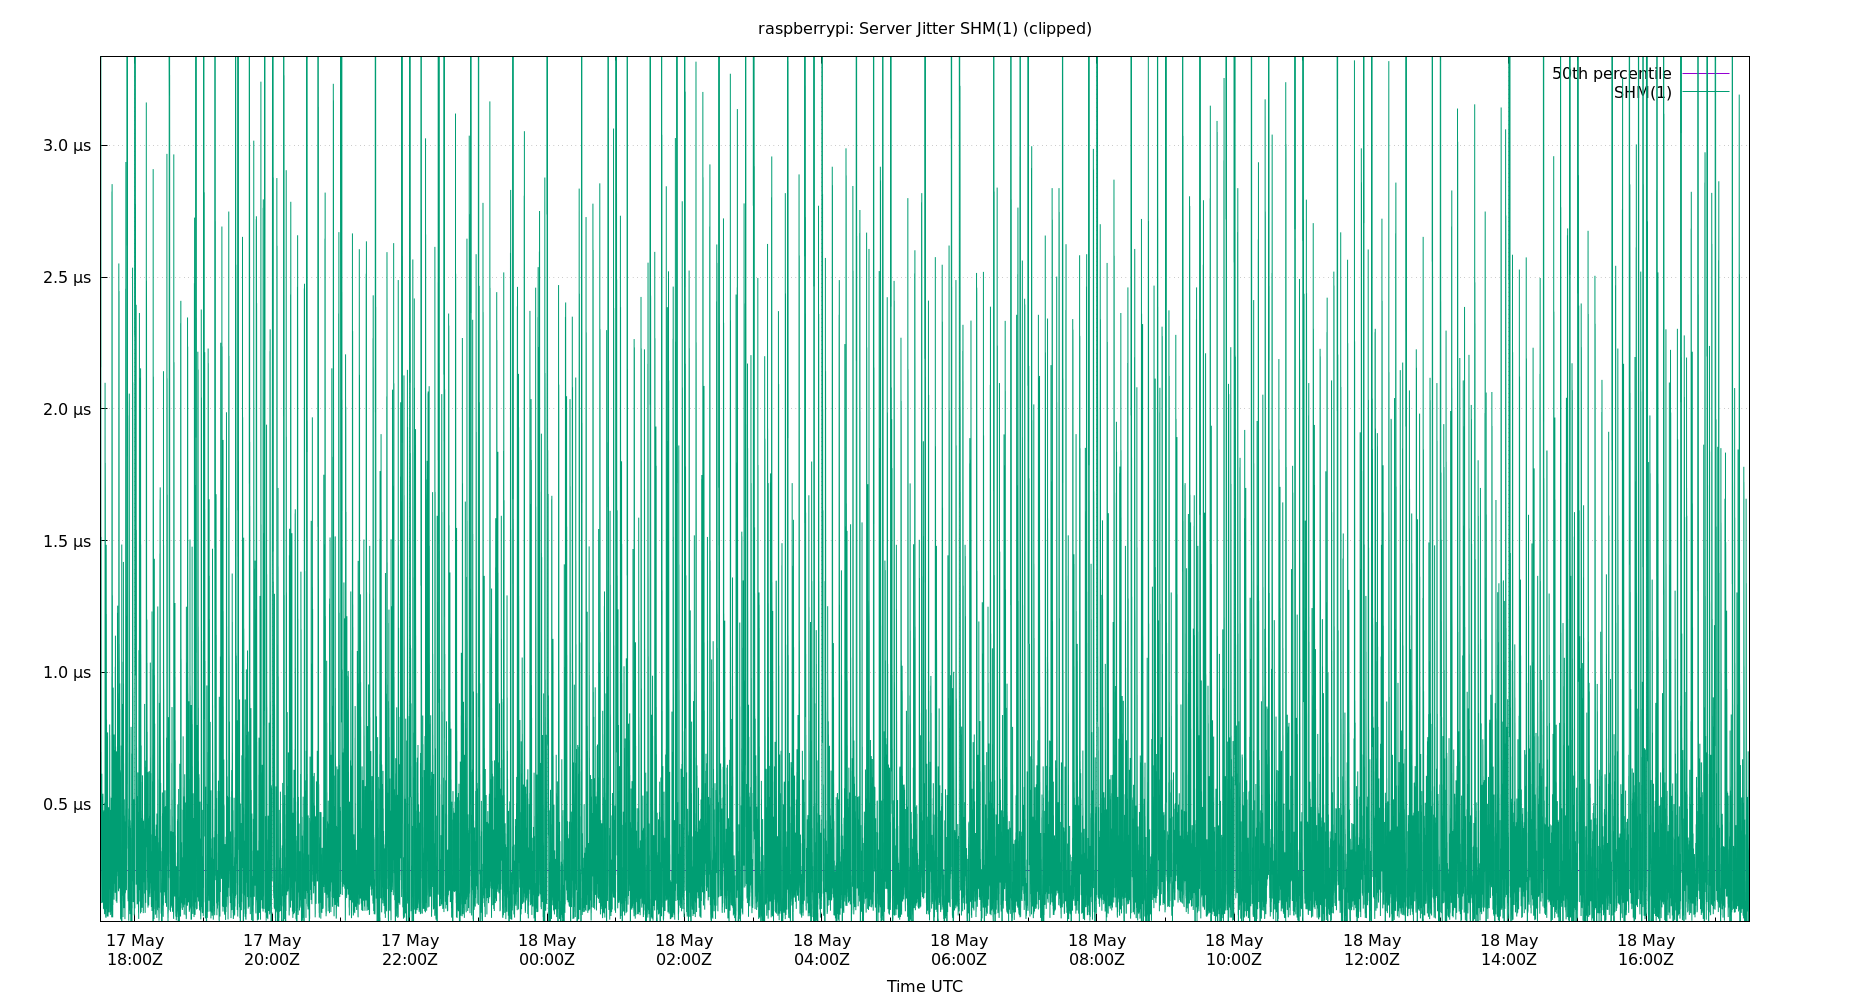 raspberrypi: Server Jitter SHM(1) (clipped)
50th percentile
SHM(1)
3.0 µs
2.5 µs
2.0 µs
1.5 µs
1.0 µs
0.5 µs
17 May 17 May 17 May 18 May 18 May 18 May 18 May 18 May 18 May 18 May 18 May 18 May
18:00Z 20:00Z 22:00Z 00:00Z 02:00Z 04:00Z 06:00Z 08:00Z 10:00Z 12:00Z 14:00Z 16:00Z
Time UTC